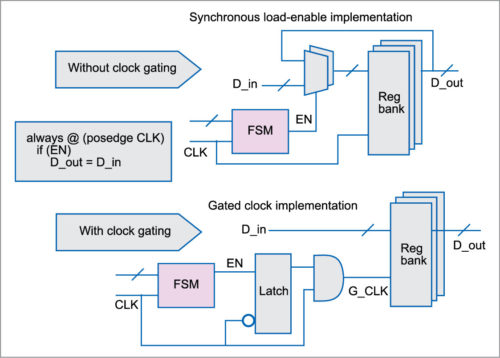 Synchronous load-enable implementation
Without clock gating
D_in
Reg
bank
D_out
EN
FSM
CLK
always @ (posedge CLK)
if (EN)
D_out = D_in
Gated clock implementation
With clock gating
D_in
Reg
bank
D_out
EN
FSM
Latch
G_CLK
CLK